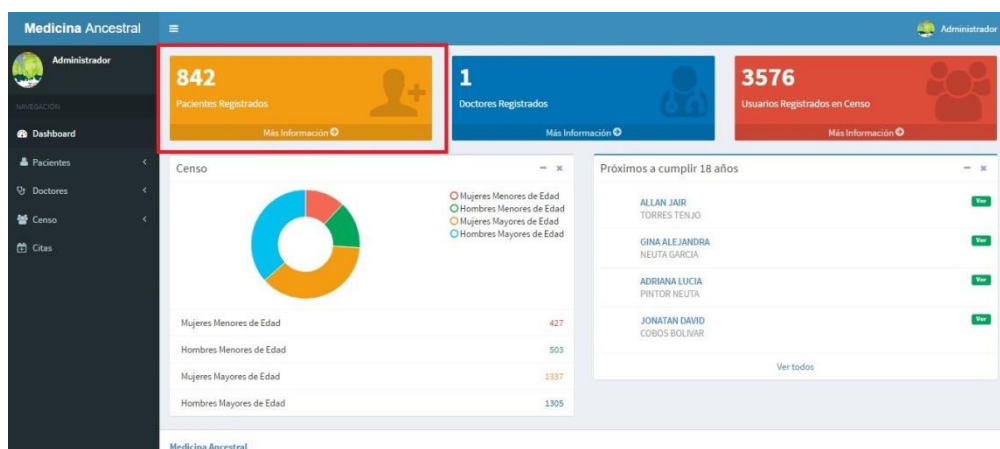 Medicina Ancestral
Administrador
Administrador
NAVEGACIÓN
Dashboard
Pacientes
Doctores
Censo
Citas
842
Pacientes Registrados
Más Información
1
Doctores Registrados
Más Información
3576
Usuarios Registrados en Censo
Más Información
Censo
Mujeres Menores de Edad
Hombres Menores de Edad
Mujeres Mayores de Edad
Hombres Mayores de Edad
Mujeres Menores de Edad 427
Hombres Menores de Edad 503
Mujeres Mayores de Edad 1337
Hombres Mayores de Edad 1305
Próximos a cumplir 18 años
ALLAN JAIR Ver
TORRES TENJO
GINA ALEJANDRA Ver
NEUTA GARCIA
ADRIANA LUCIA Ver
PINTOR NEUTA
JONATAN DAVID Ver
COBOS BOLIVAR
Ver todos
Medicina Ancestral